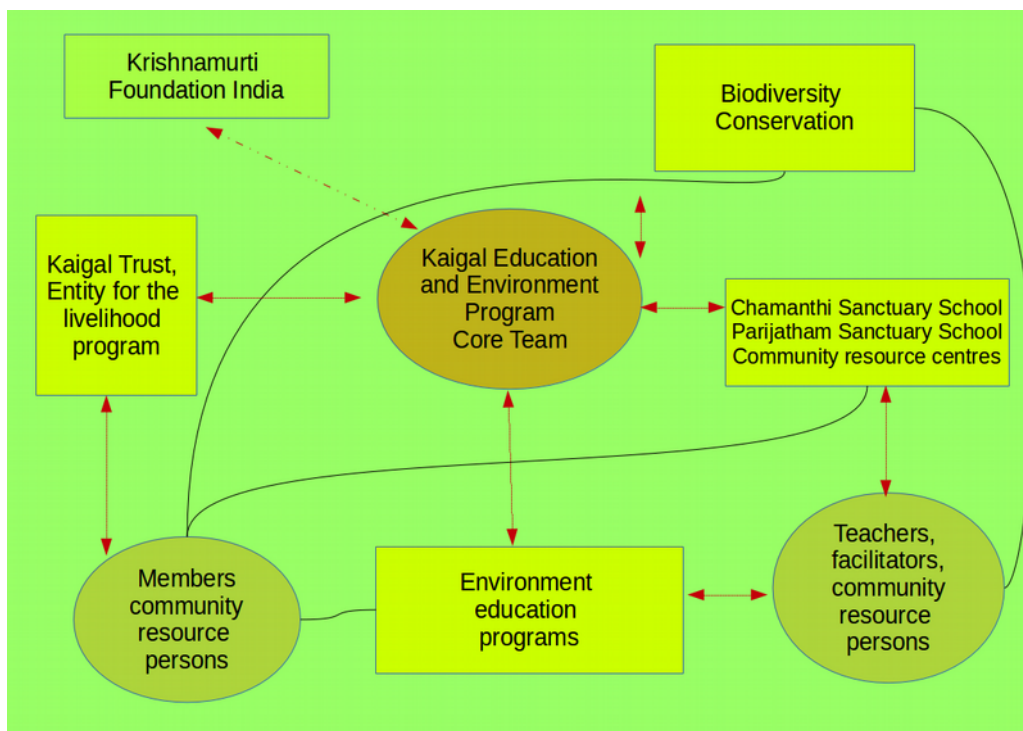 Krishnamurti
Foundation India
Biodiversity
Conservation
Kaigal Trust,
Entity for the
livelihood
program
Kaigal Education
and Environment
Program
Core Team
Chamanthi Sanctuary School
Parijatham Sanctuary School
Community resource centres
Members
community
resource
persons
Environment
education
programs
Teachers,
facilitators,
community
resource
persons